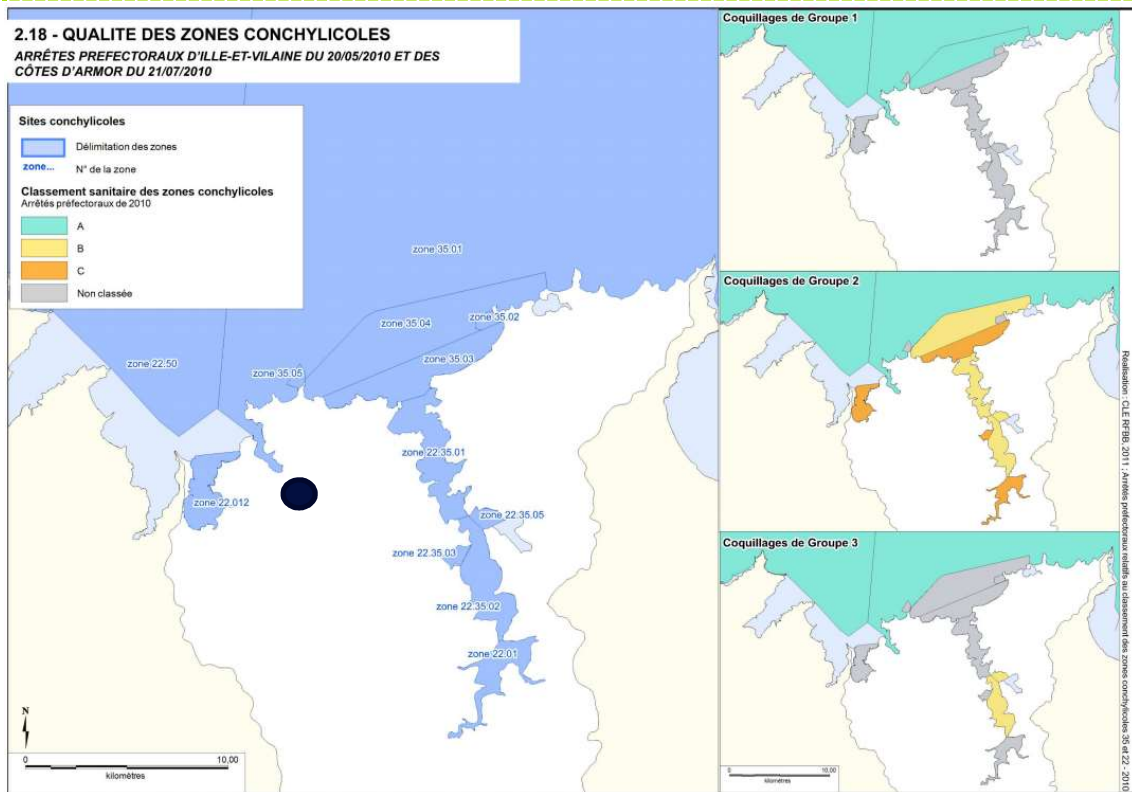 2.18 - QUALITE DES ZONES CONCHYLICOLES
ARRÊTES PREFECTORAUX D'ILLE-ET-VILAINE DU 20/05/2010 ET DES
CÔTES D'ARMOR DU 21/07/2010
Sites conchylicoles
Délimitation des zones
zone... N° de la zone
Classement sanitaire des zones conchylicoles
Arrêtés préfectoraux de 2010
A
B
C
Non classée
zone 35.01
zone 35.04
zone 35.02
zone 22.50
zone 35.03
zone 35.05
zone 22.35.01
zone 22.012
zone 22.35.05
zone 22.35.03
zone 22.35.02
zone 22.01
N
0 10,00
kilomètres
Coquillages de Groupe 1
Coquillages de Groupe 2
Coquillages de Groupe 3
0 10,00
kilomètres
Réalisation : CLE RFBB, 2011 ; Arrêtés préfectoraux relatifs au classement des zones conchylicoles 35 et 22 - 2010